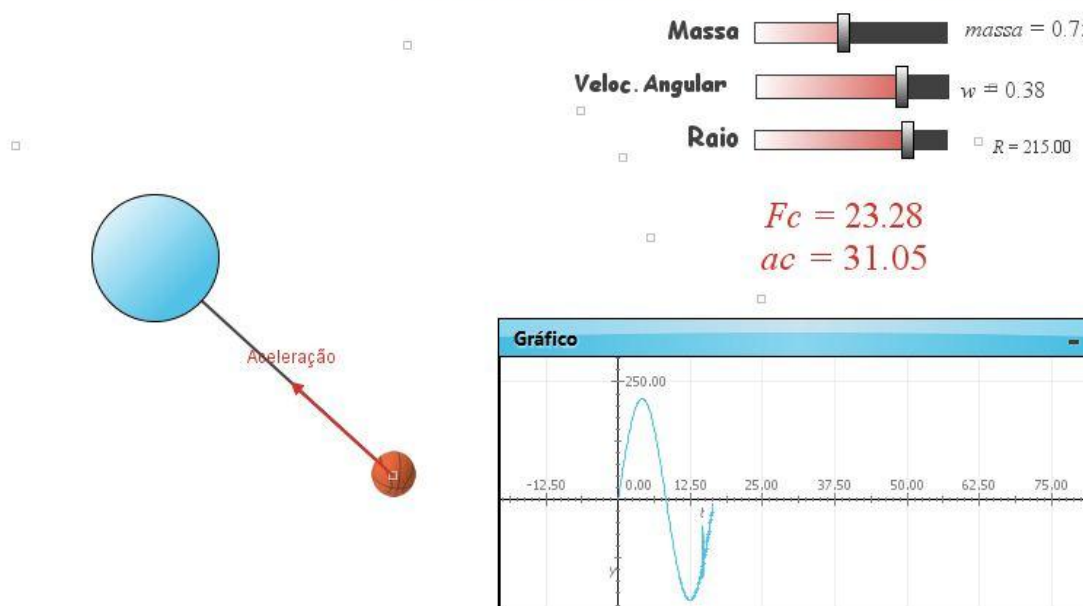 Massa
massa = 0.75
Veloc. Angular
w = 0.38
Raio
R = 215.00
Fc = 23.28
ac = 31.05
Aceleração
Gráfico
250.00
-12.50 0.00 12.50 25.00 37.50 50.00 62.50 75.00
t
y